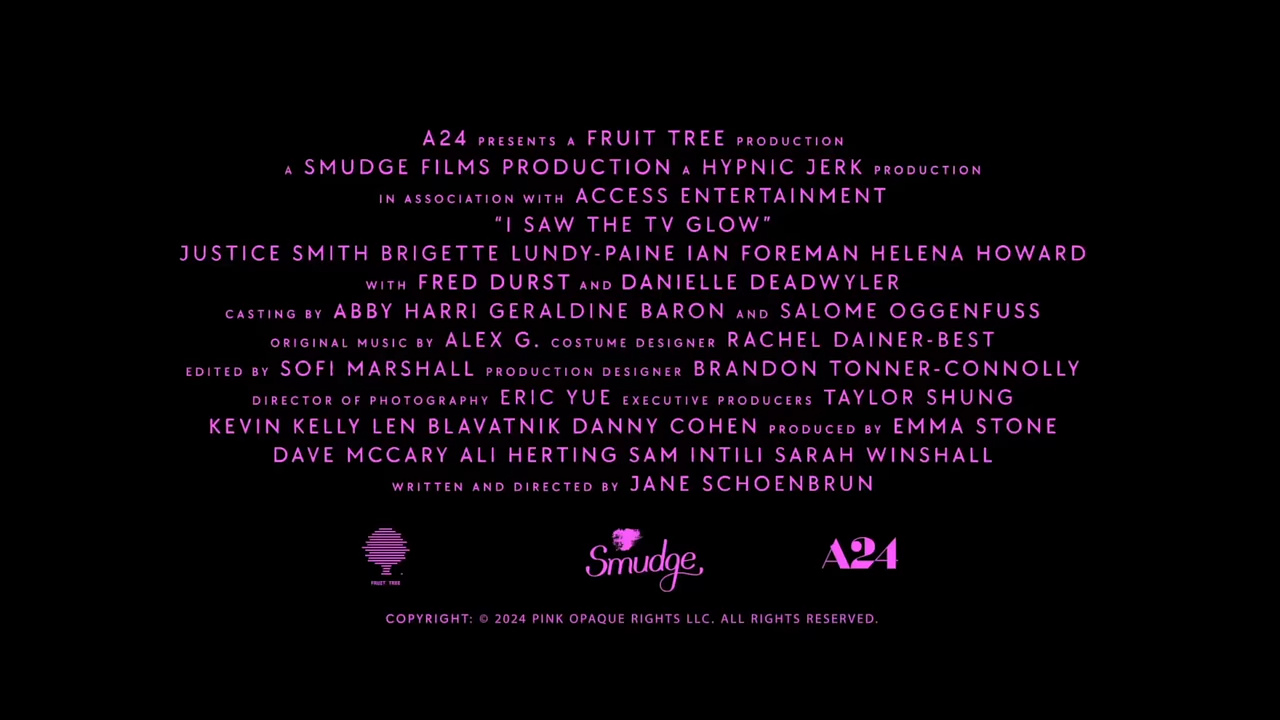 A24 PRESENTS A FRUIT TREE PRODUCTION
A SMUDGE FILMS PRODUCTION A HYPNIC JERK PRODUCTION
IN ASSOCIATION WITH ACCESS ENTERTAINMENT
“I SAW THE TV GLOW”
JUSTICE SMITH BRIGETTE LUNDY-PAINE IAN FOREMAN HELENA HOWARD
WITH FRED DURST AND DANIELLE DEADWYLER
CASTING BY ABBY HARRI GERALDINE BARON AND SALOME OGGENFUSS
ORIGINAL MUSIC BY ALEX G. COSTUME DESIGNER RACHEL DAINER-BEST
EDITED BY SOFI MARSHALL PRODUCTION DESIGNER BRANDON TONNER-CONNOLLY
DIRECTOR OF PHOTOGRAPHY ERIC YUE EXECUTIVE PRODUCERS TAYLOR SHUNG
KEVIN KELLY LEN BLAVATNIK DANNY COHEN PRODUCED BY EMMA STONE
DAVE MCCARY ALI HERTING SAM INTILI SARAH WINSHALL
WRITTEN AND DIRECTED BY JANE SCHOENBRUN
FRUIT TREE
Smudge
A24
COPYRIGHT: © 2024 PINK OPAQUE RIGHTS LLC. ALL RIGHTS RESERVED.